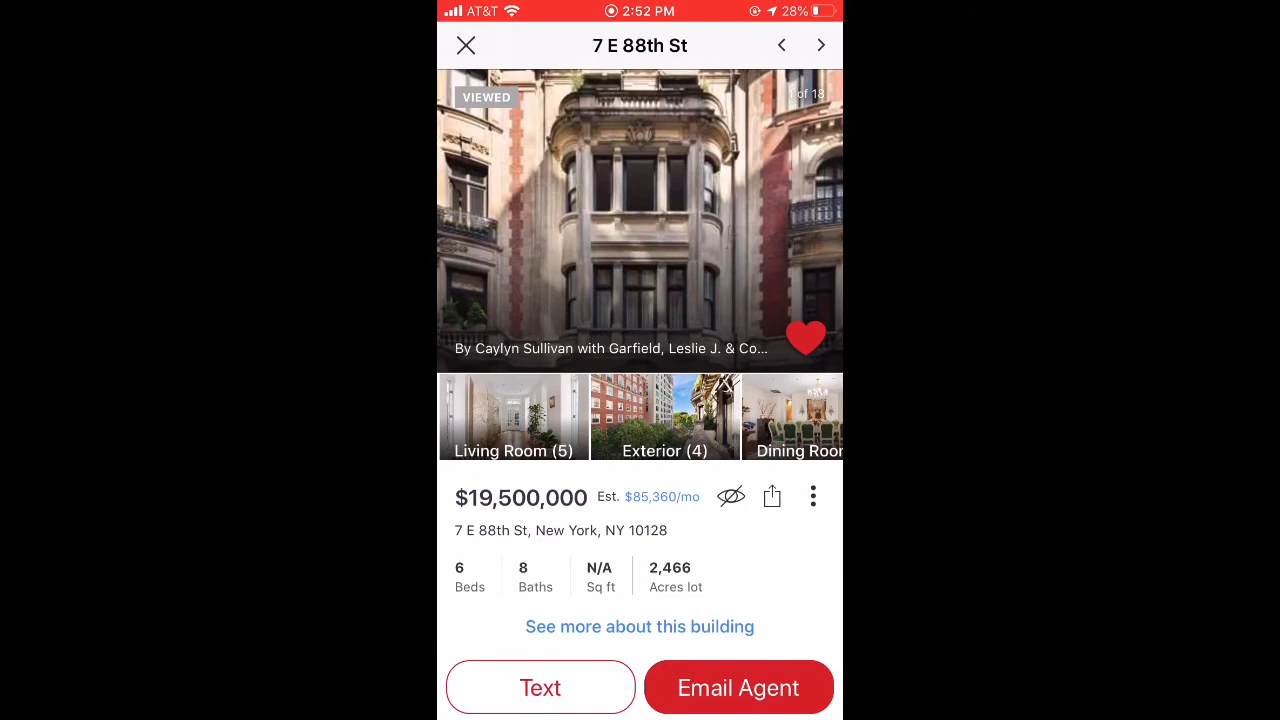 AT&T 2:52 PM 28%
7 E 88th St
VIEWED 1 of 18
By Caylyn Sullivan with Garfield, Leslie J. & Co...
Living Room (5) Exterior (4) Dining Roor
$19,500,000 Est. $85,360/mo
7 E 88th St, New York, NY 10128
6 8 N/A 2,466
Beds Baths Sq ft Acres lot
See more about this building
Text Email Agent